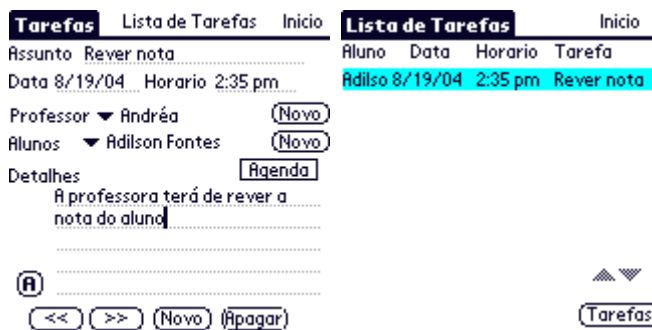 Tarefas Lista de Tarefas Inicio
Assunto Rever nota
Data 8/19/04 Horario 2:35 pm
Professor Andréa (Novo)
Alunos Adilson Fontes (Novo)
Detalhes Agenda
A professora terá de rever a
nota do aluno
A
<< >> Novo Apagar
Lista de Tarefas Inicio
Aluno Data Horario Tarefa
Adilso 8/19/04 2:35 pm Rever nota
Tarefas